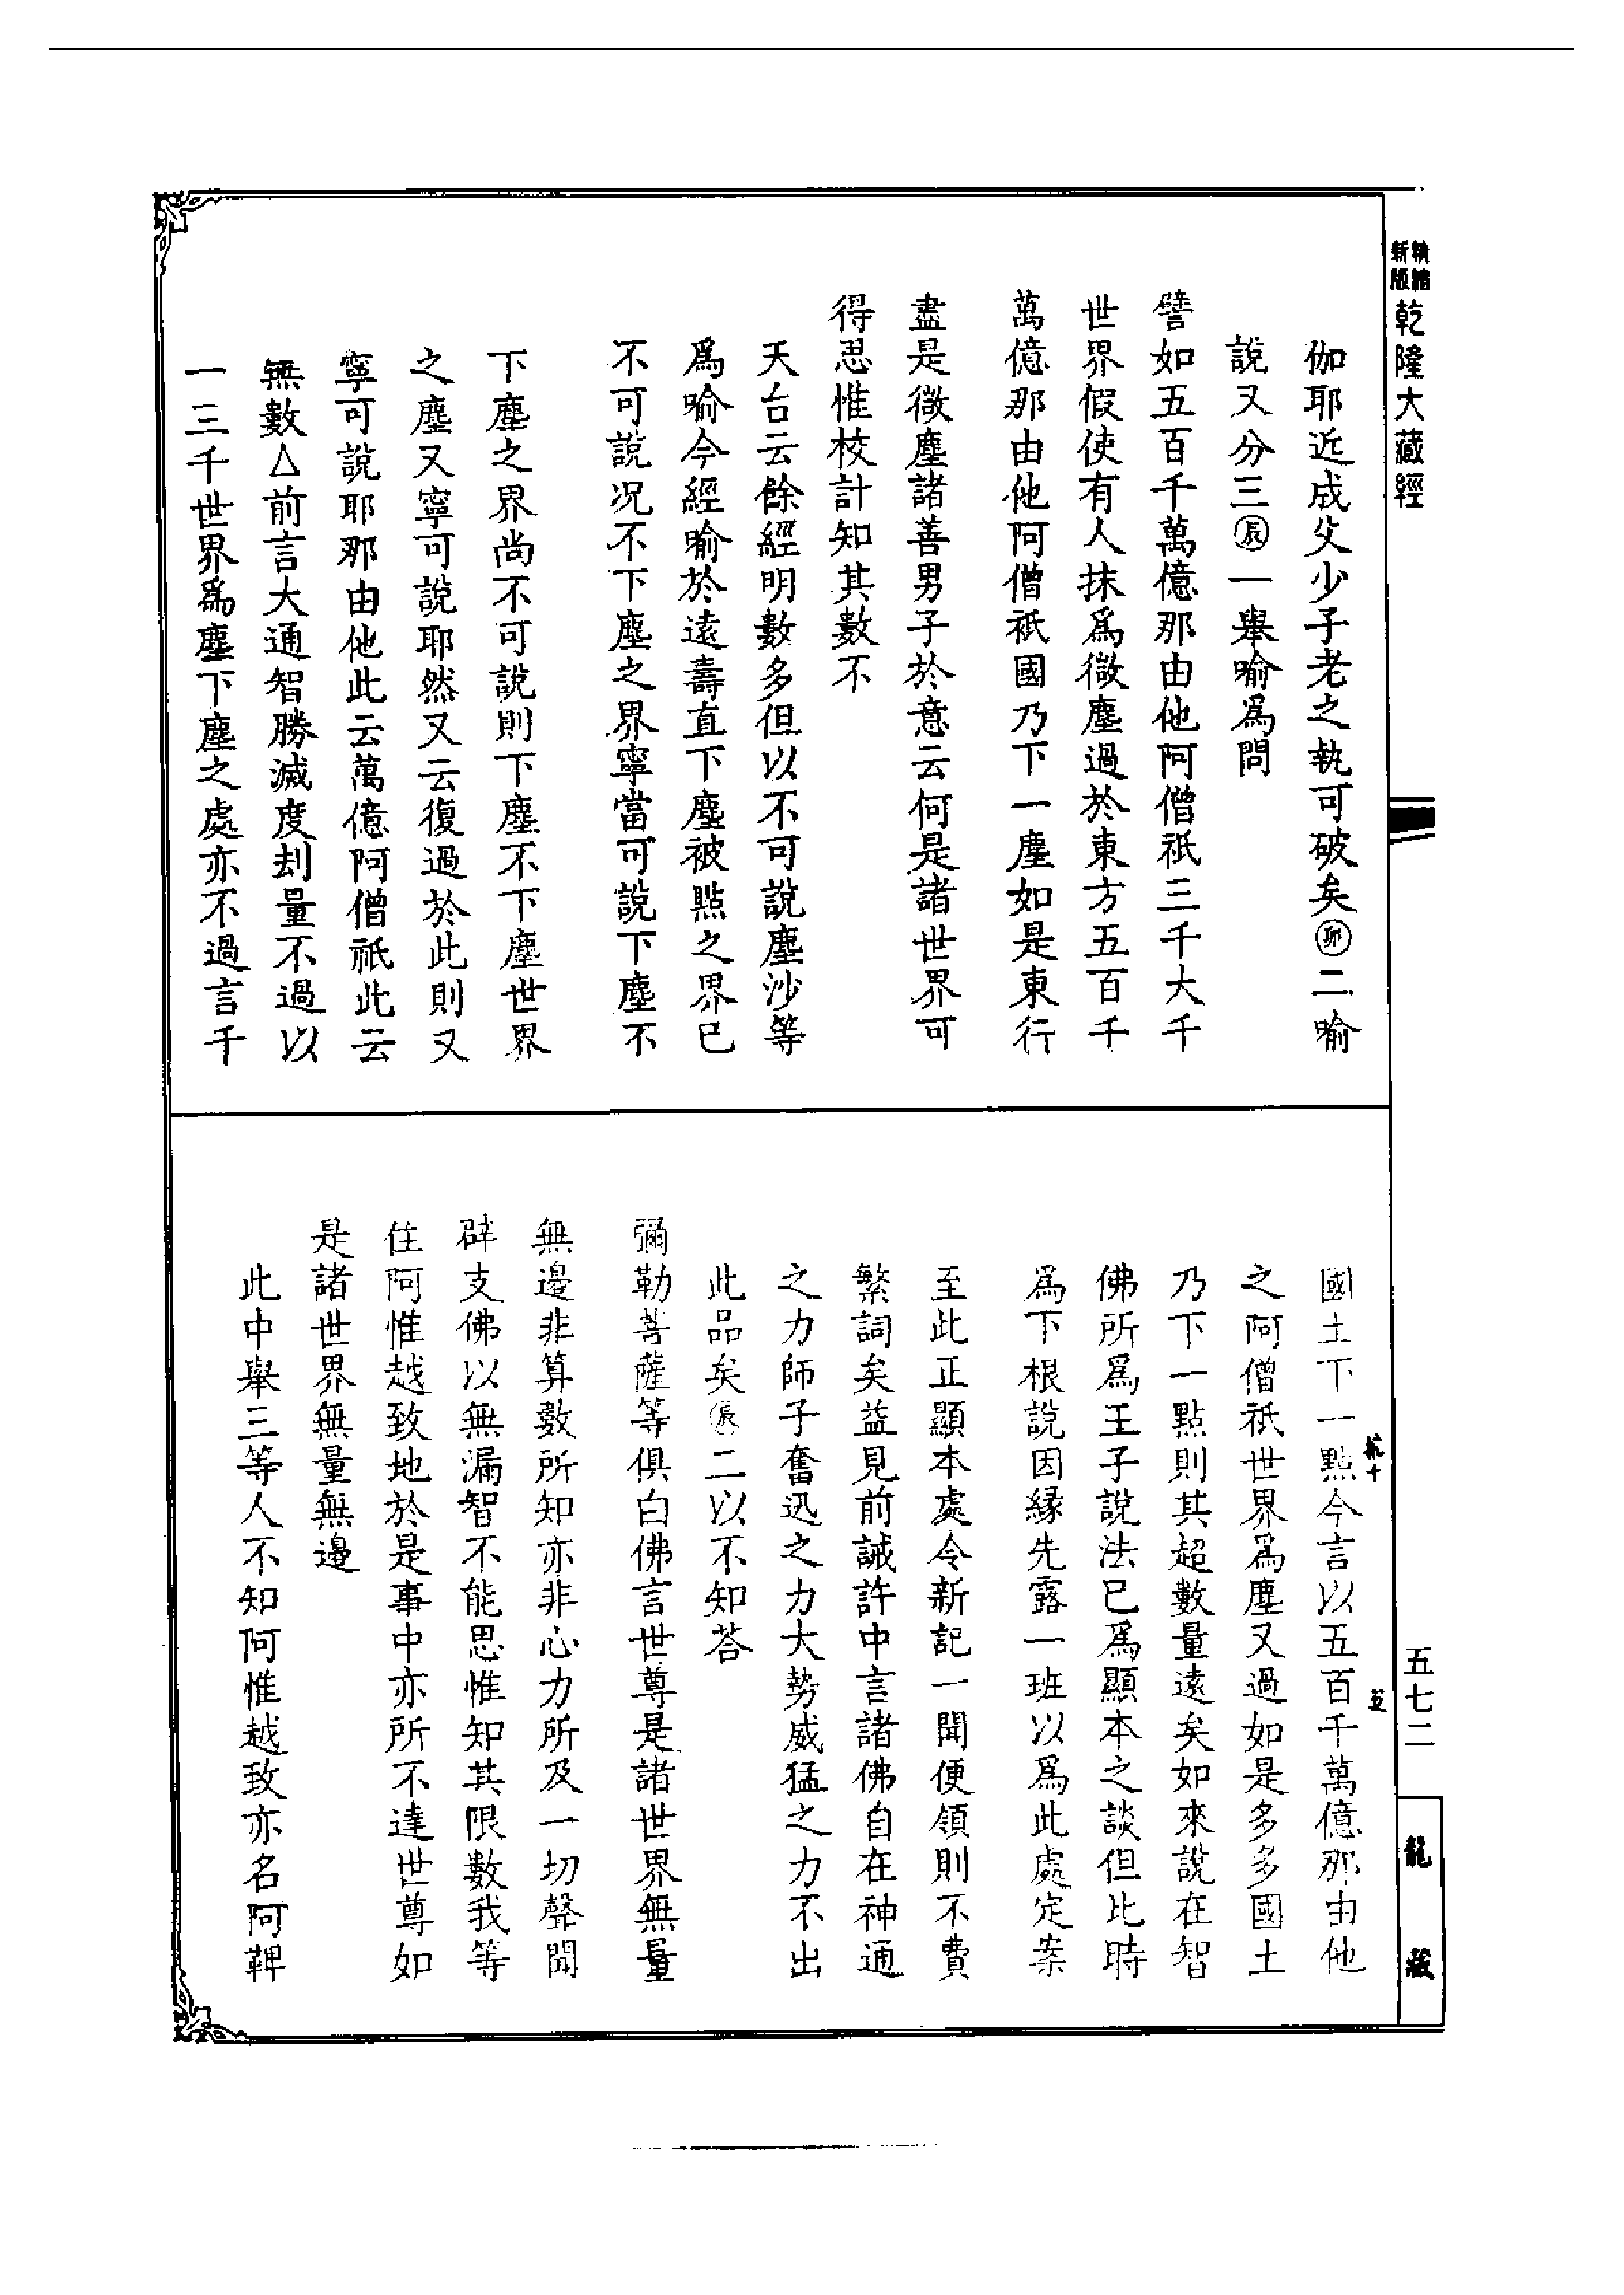 精縮新版乾隆大藏經
伽耶近成父少子老之執可破矣㊞卯二喻
說又分三辰一舉喻爲問
譬如五百千萬億那由他阿僧祇三千大千
世界假使有人抹爲微塵過於東方五百千
萬億那由他阿僧祇國乃下一塵如是東行
盡是微塵諸善男子於意云何是諸世界可
得思惟校計知其數不
天台云餘經明數多但以不可說塵沙等
爲喻今經喻於遠壽直下塵被點之界已
不可說況不下塵之界寧當可說下塵不
下塵之界尚不可說則下塵不下塵世界
之塵又寧可說耶然又云復過於此則又
寧可說耶那由他此云萬億阿僧祇此云
無數△前言大通智勝滅度刦量不過以
一三千世界爲塵下塵之處亦不過言千
國土下一點今言以五百千萬億那由他
之阿僧祇世界爲塵又過如是多多國土
乃下一點則其超數量遠矣如來說在智
佛所爲王子說法已爲顯本之談但此時
爲下根說因緣先露一班以爲此處定案
至此正顯本處令新記一聞便領則不費
繁詞矣益見前誡許中言諸佛自在神通
之力師子奮迅之力大勢威猛之力不出
此品矣辰二以不知荅
彌勒菩薩等俱白佛言世尊是諸世界無量
無邊非算數所知亦非心力所及一切聲聞
辟支佛以無漏智不能思惟知其限數我等
住阿惟越致地於是事中亦所不達世尊如
是諸世界無量無邊
此中舉三等人不知阿惟越致亦名阿鞞
五七二
龍藏